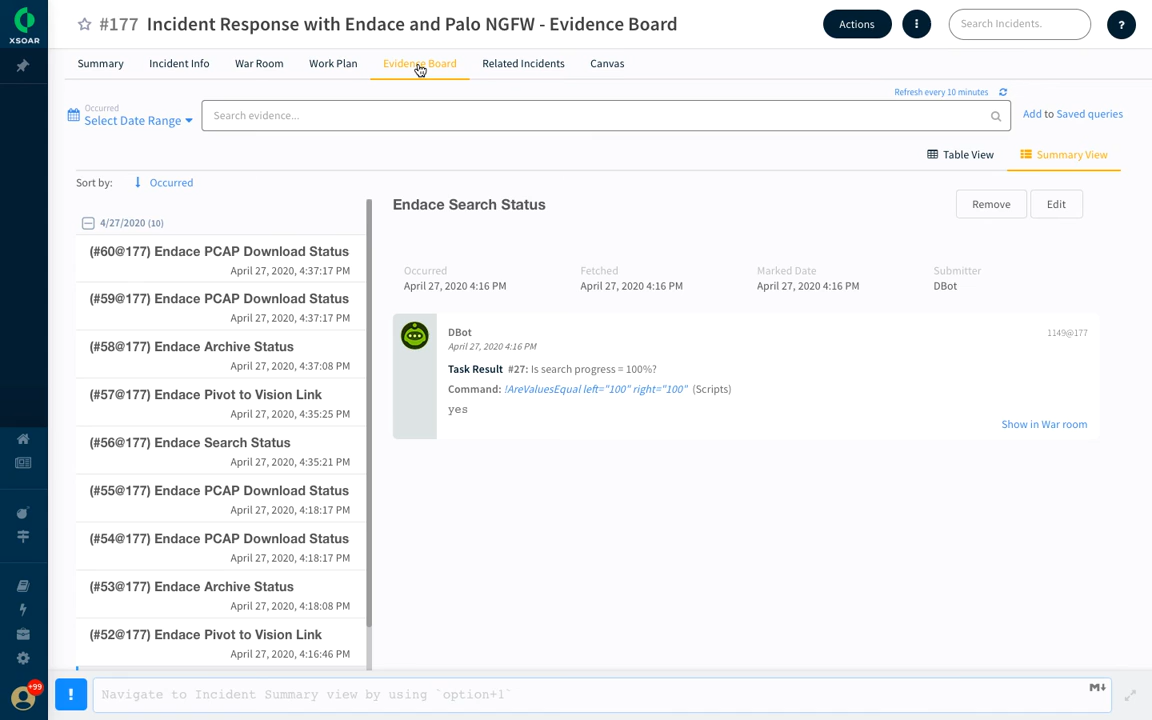 XSOAR
#177 Incident Response with Endace and Palo NGFW - Evidence Board
Actions
Search Incidents.
?
Summary
Incident Info
War Room
Work Plan
Evidence Board
Related Incidents
Canvas
Refresh every 10 minutes
Occurred
Select Date Range
Search evidence...
Add to Saved queries
Table View
Summary View
Sort by:
Occurred
4/27/2020 (10)
(#60@177) Endace PCAP Download Status
April 27, 2020, 4:37:17 PM
(#59@177) Endace PCAP Download Status
April 27, 2020, 4:37:17 PM
(#58@177) Endace Archive Status
April 27, 2020, 4:37:08 PM
(#57@177) Endace Pivot to Vision Link
April 27, 2020, 4:35:25 PM
(#56@177) Endace Search Status
April 27, 2020, 4:35:21 PM
(#55@177) Endace PCAP Download Status
April 27, 2020, 4:18:17 PM
(#54@177) Endace PCAP Download Status
April 27, 2020, 4:18:17 PM
(#53@177) Endace Archive Status
April 27, 2020, 4:18:08 PM
(#52@177) Endace Pivot to Vision Link
April 27, 2020, 4:16:46 PM
Endace Search Status
Remove
Edit
Occurred
April 27, 2020 4:16 PM
Fetched
April 27, 2020 4:16 PM
Marked Date
April 27, 2020 4:16 PM
Submitter
DBot
DBot
1149@177
April 27, 2020 4:16 PM
Task Result #27: Is search progress = 100%?
Command: !AreValuesEqual left="100" right="100" (Scripts)
yes
Show in War room
+99
!
Navigate to Incident Summary view by using `option+1`
M